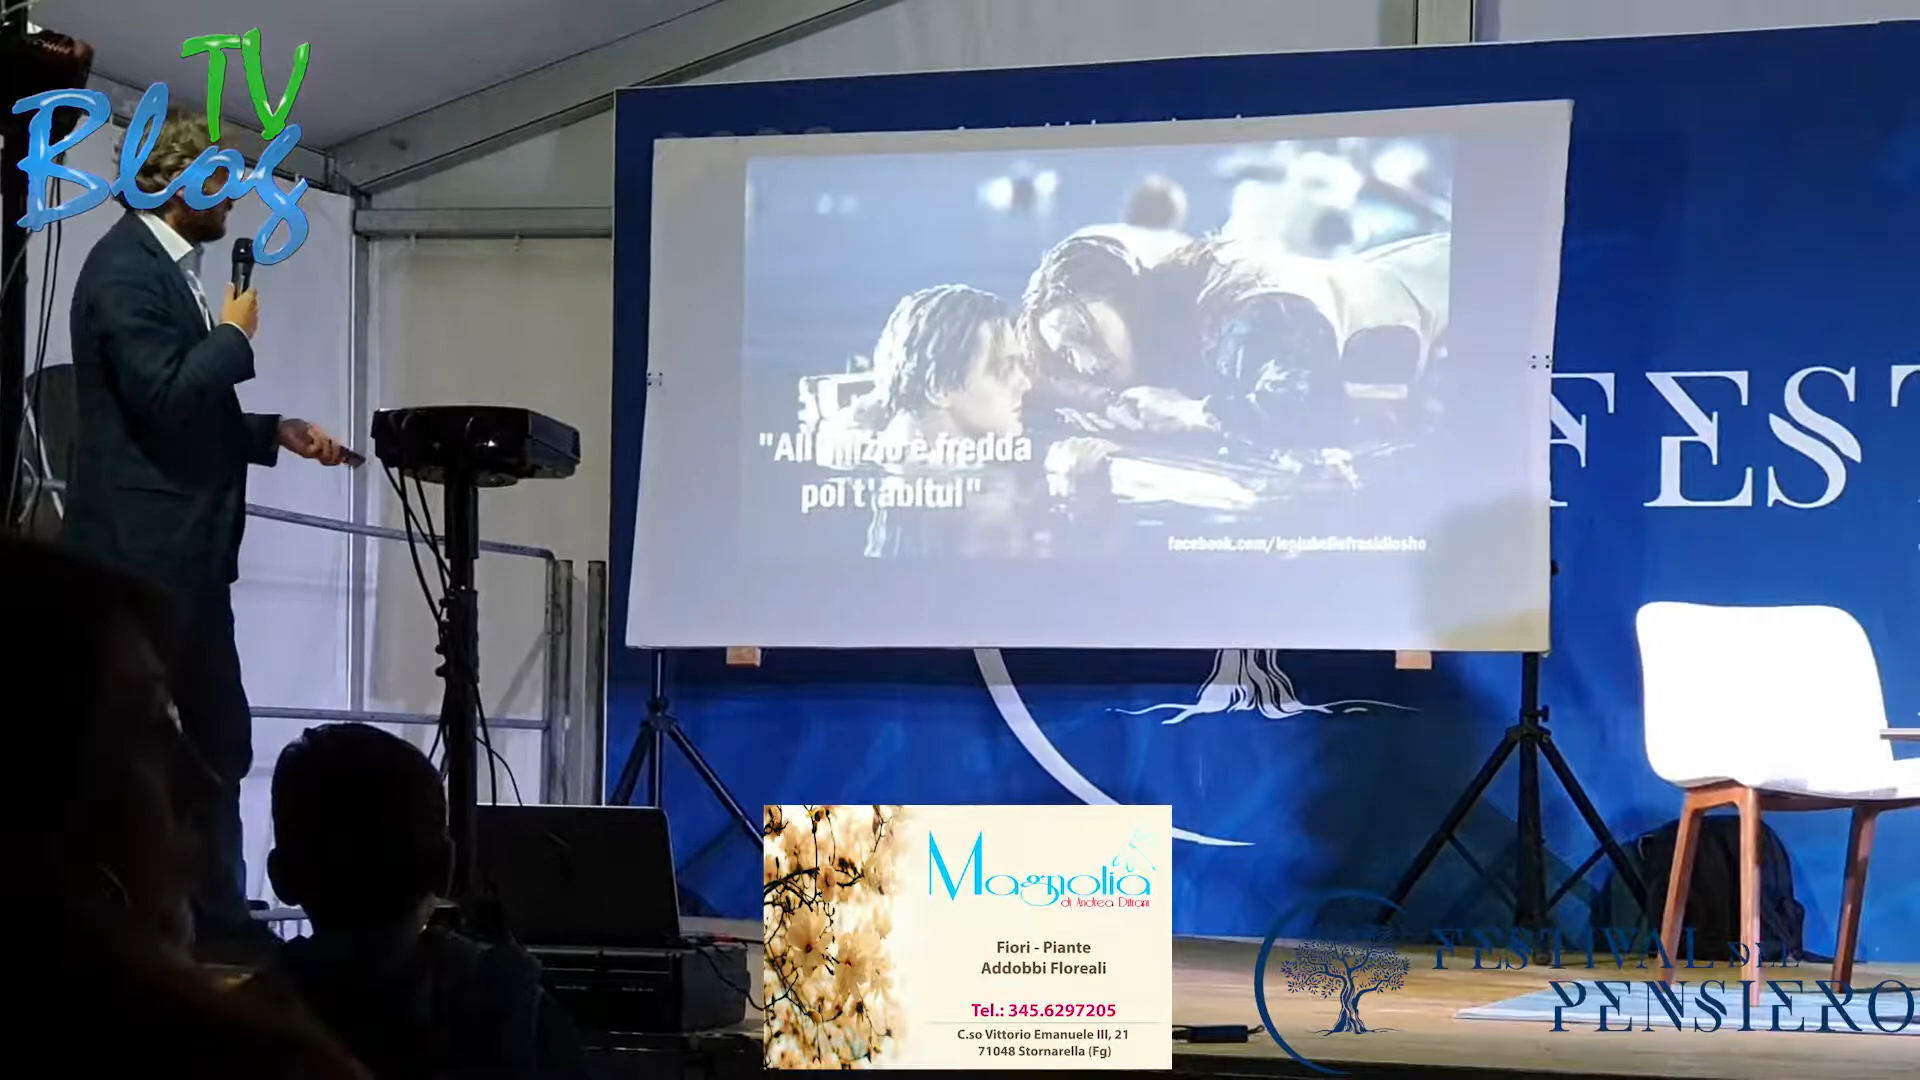 TV
Blog
"All'inizio è fredda
poi t'abitui"
FEST
Magnolia
di Andrea Ditrani
Fiori - Piante
Addobbi Floreali
Tel.: 345.6297205
C.so Vittorio Emanuele III, 21
71048 Stornarella (Fg)
FESTIVAL DEL
PENSIERO